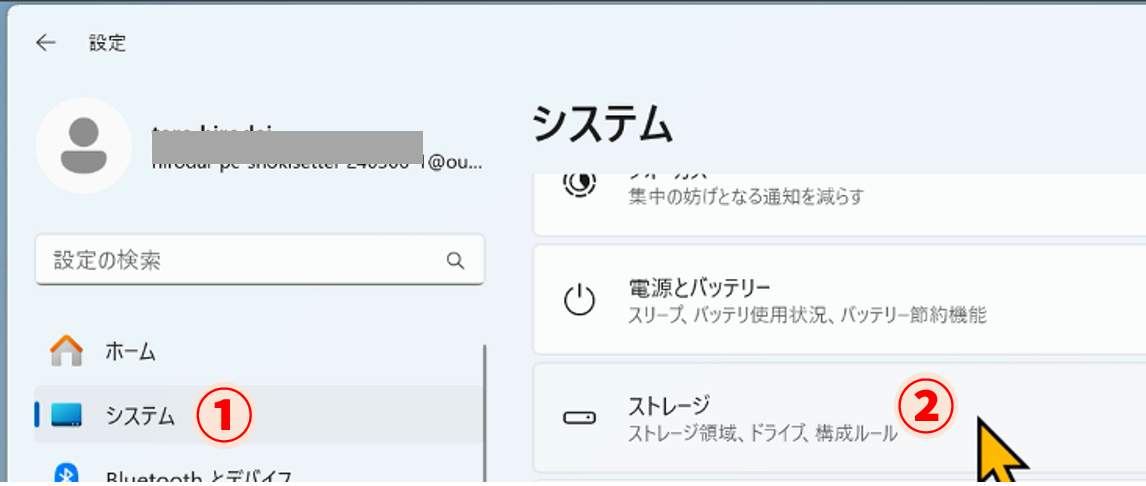 設定
1@ou...
設定の検索
ホーム
システム
1
Bluetooth とデバイス
システム
集中の妨げとなる通知を減らす
電源とバッテリー
スリープ、バッテリ使用状況、バッテリー節約機能
ストレージ
ストレージ領域、ドライブ、構成ルール
2